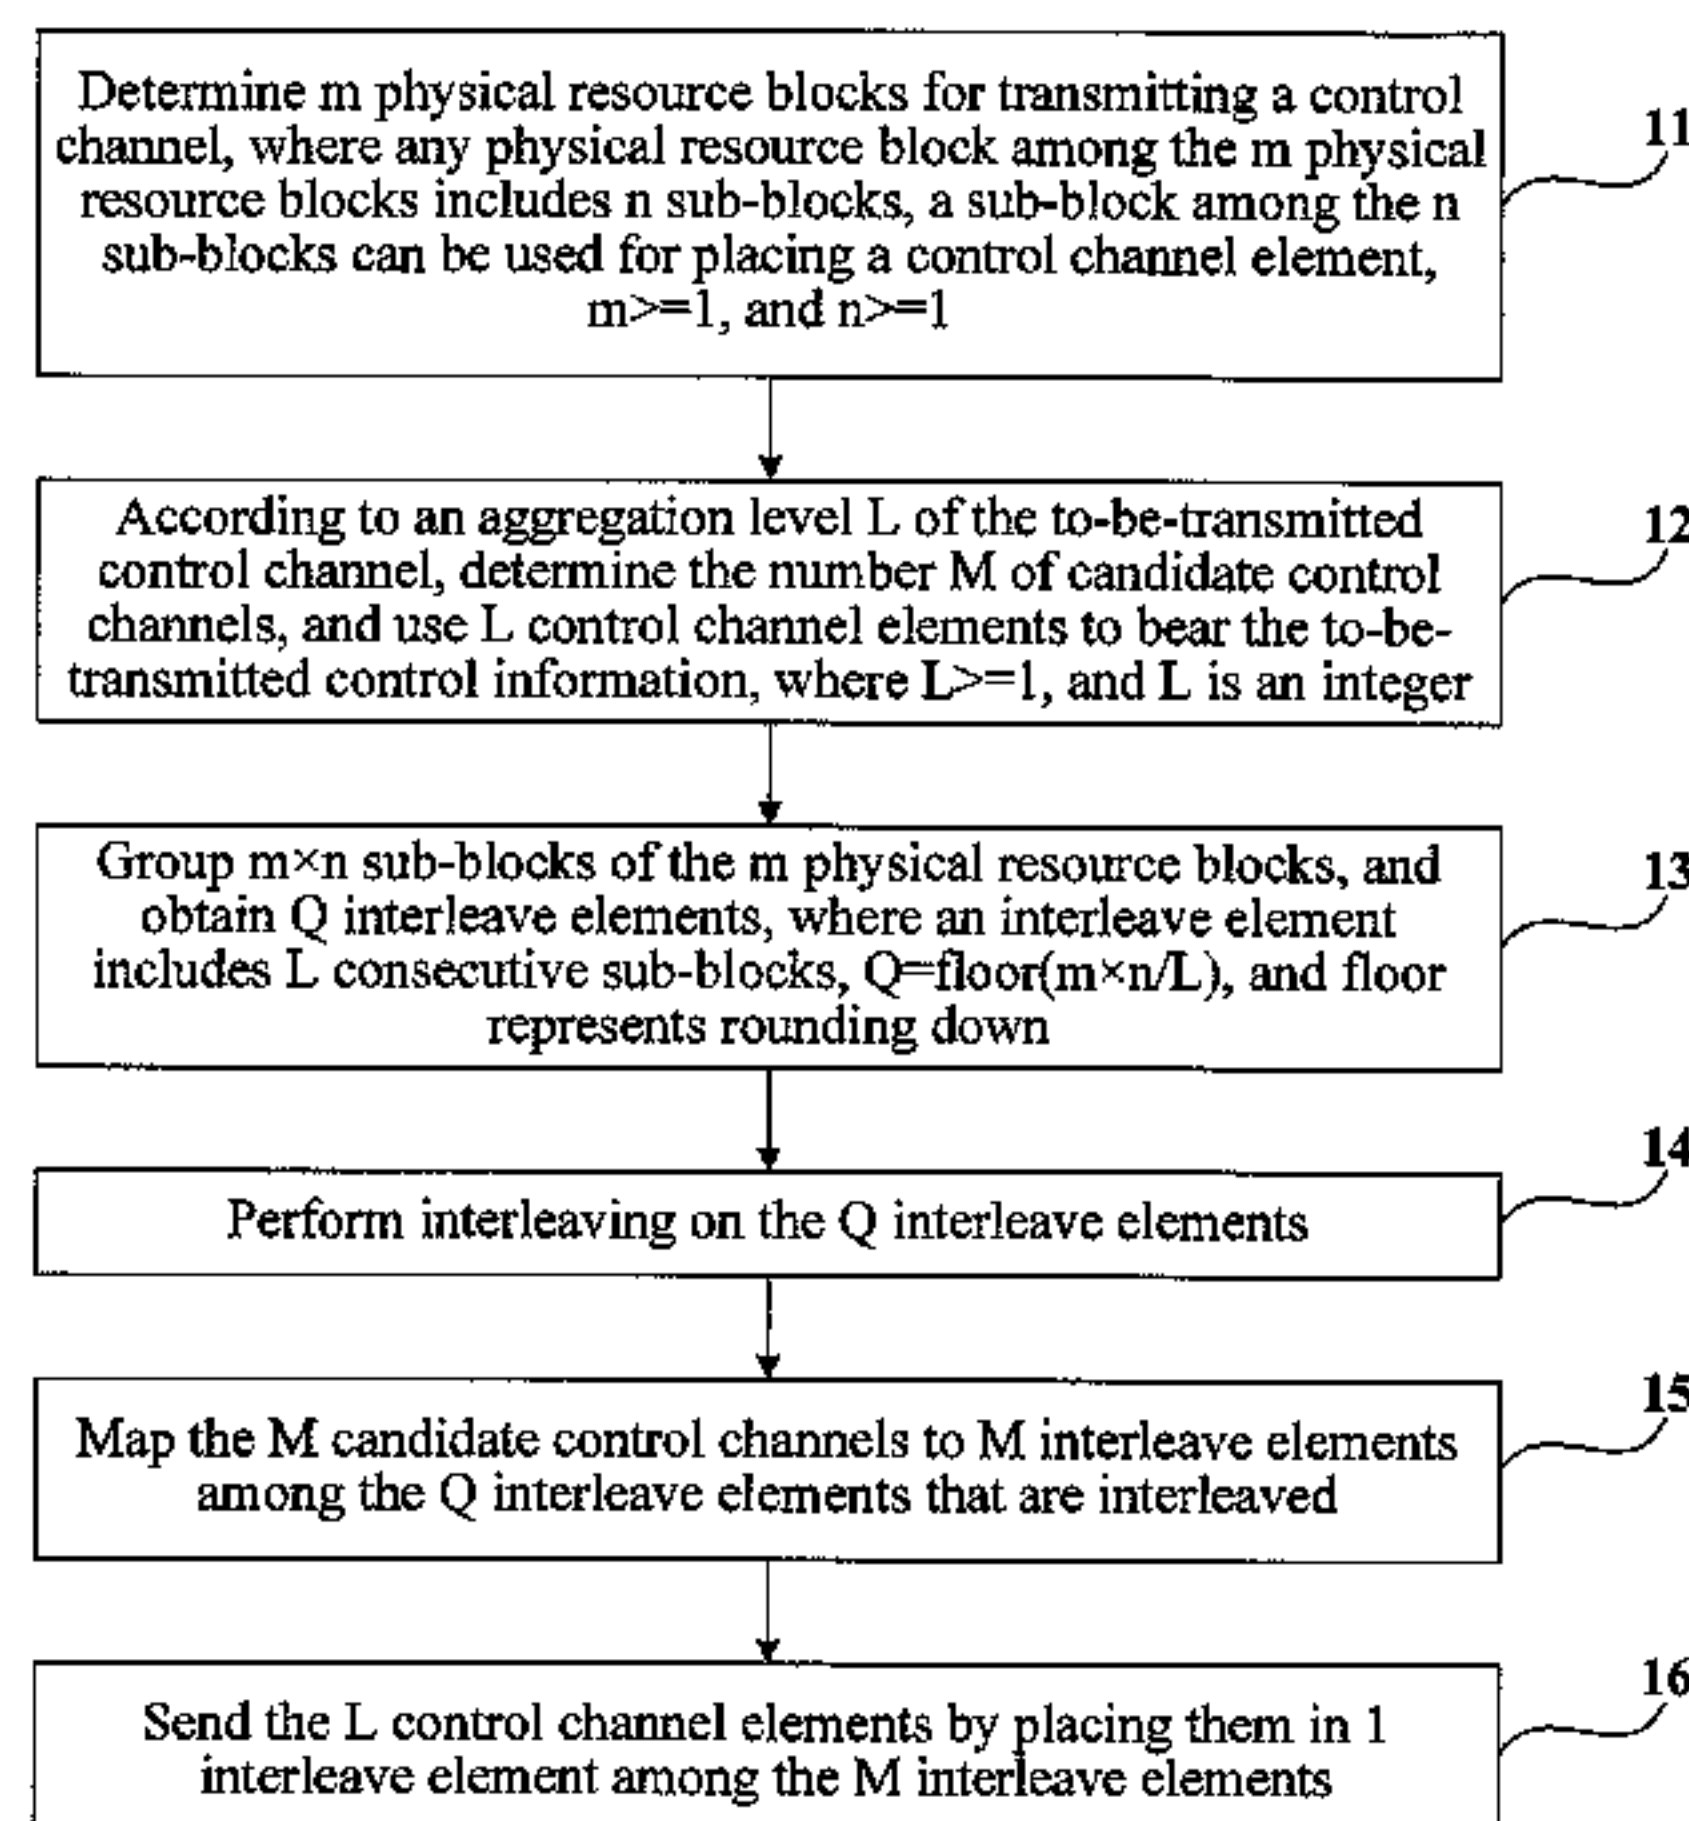 Determine m physical resource blocks for transmitting a control
channel, where any physical resource block among the m physical
resource blocks includes n sub-blocks, a sub-block among the n
sub-blocks can be used for placing a control channel element,
m>=1, and n>=1
11
According to an aggregation level L of the to-be-transmitted
control channel, determine the number M of candidate control
channels, and use L control channel elements to bear the to-be-
transmitted control information, where L>=1, and L is an integer
12
Group m×n sub-blocks of the m physical resource blocks, and
obtain Q interleave elements, where an interleave element
includes L consecutive sub-blocks, Q=floor(m×n/L), and floor
represents rounding down
13
Perform interleaving on the Q interleave elements
14
Map the M candidate control channels to M interleave elements
among the Q interleave elements that are interleaved
15
Send the L control channel elements by placing them in 1
interleave element among the M interleave elements
16